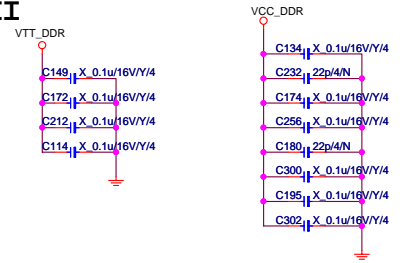 II
VTT_DDR
C149 X_0.1u/16V/Y/4
C172 X_0.1u/16V/Y/4
C212 X_0.1u/16V/Y/4
C114 X_0.1u/16V/Y/4
VCC_DDR
C134 X_0.1u/16V/Y/4
C232 22p/4/N
C174 X_0.1u/16V/Y/4
C256 X_0.1u/16V/Y/4
C180 22p/4/N
C300 X_0.1u/16V/Y/4
C195 X_0.1u/16V/Y/4
C302 X_0.1u/16V/Y/4